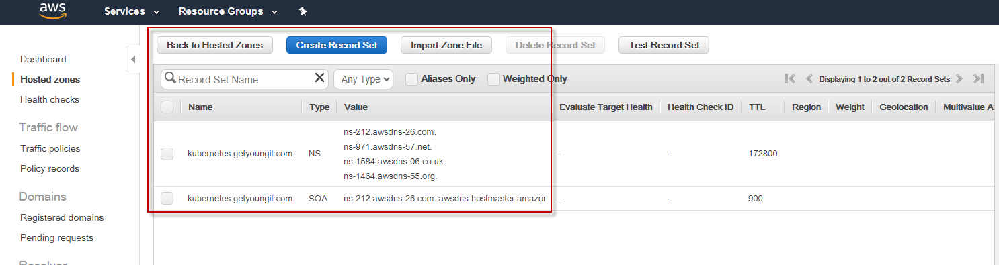 aws Services Resource Groups
Back to Hosted Zones Create Record Set Import Zone File Delete Record Set Test Record Set
Dashboard
Hosted zones
Health checks
Traffic flow
Traffic policies
Policy records
Domains
Registered domains
Pending requests
Resolver
Record Set Name Any Type Aliases Only Weighted Only Displaying 1 to 2 out of 2 Record Sets
Name Type Value Evaluate Target Health Health Check ID TTL Region Weight Geolocation Multivalue
kubernetes.getyoungit.com. NS
ns-212.awsdns-26.com.
ns-971.awsdns-57.net.
ns-1584.awsdns-06.co.uk.
ns-1464.awsdns-55.org.
- - 172800
kubernetes.getyoungit.com. SOA ns-212.awsdns-26.com. awsdns-hostmaster.amazon - - 900